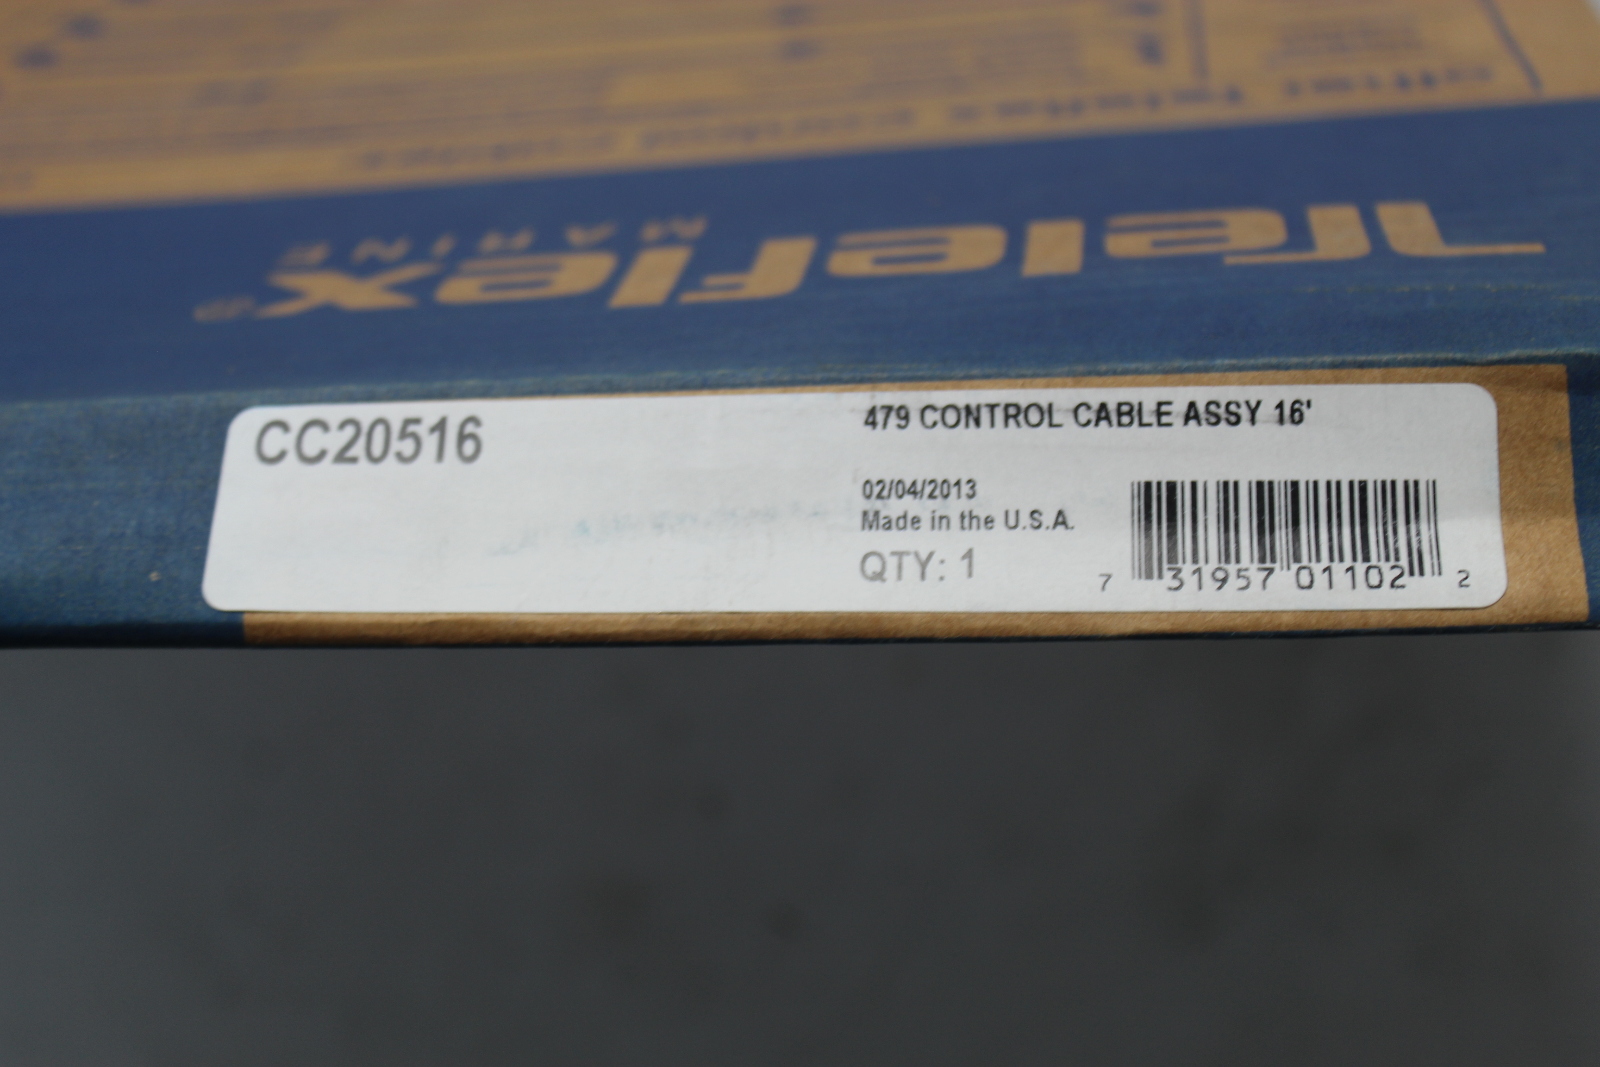 Teleflex®
MARINE
CC20516
479 CONTROL CABLE ASSY 16'
02/04/2013
Made in the U.S.A.
QTY: 1
7 31957 01102 2